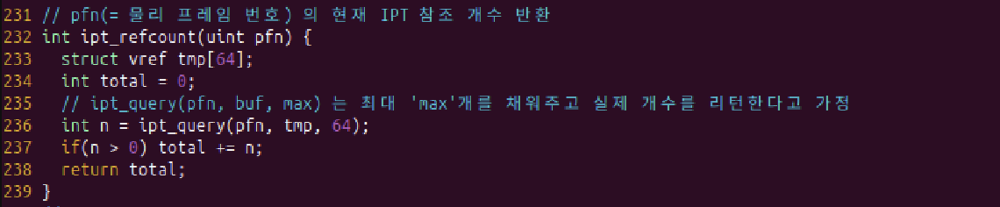 231 // pfn(= 물리 프레임 번호) 의 현재 IPT 참조 개수 반환
232 int ipt_refcount(uint pfn) {
233   struct vref tmp[64];
234   int total = 0;
235   // ipt_query(pfn, buf, max) 는 최대 'max'개를 채워주고 실제 개수를 리턴한다고 가정
236   int n = ipt_query(pfn, tmp, 64);
237   if(n > 0) total += n;
238   return total;
239 }